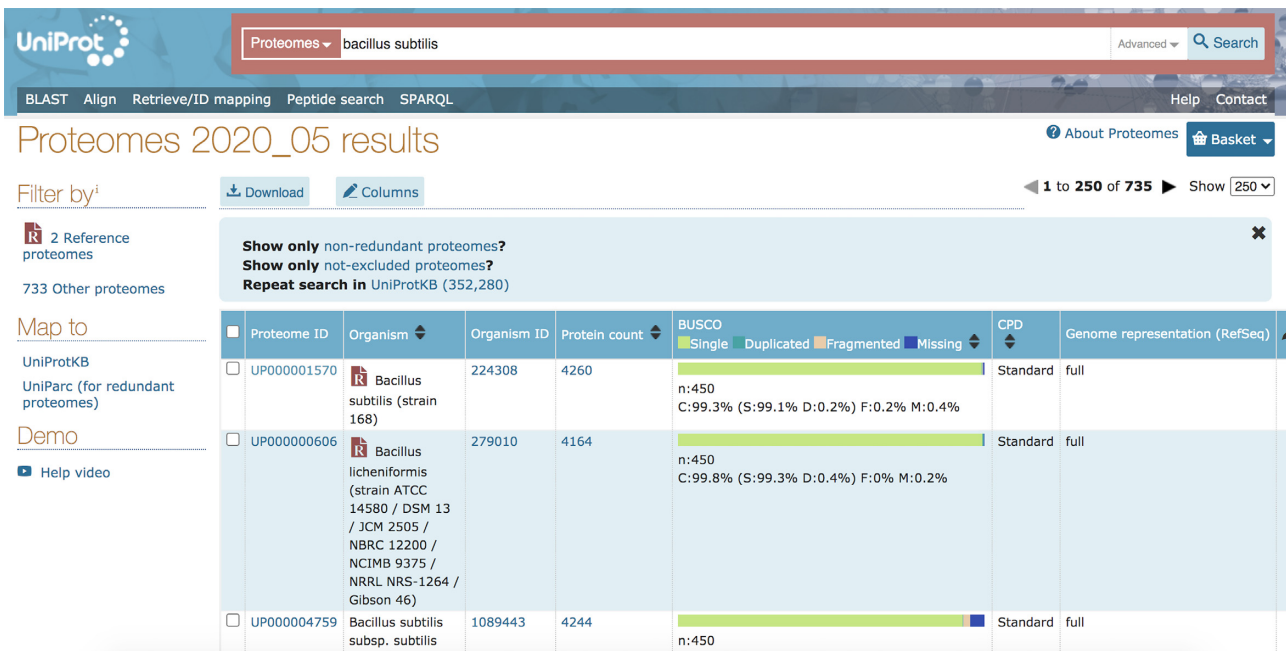 UniProt
Proteomes
bacillus subtilis
Advanced
Search
BLAST Align Retrieve/ID mapping Peptide search SPARQL
Help Contact
Proteomes 2020_05 results
About Proteomes
Basket
Filter by i
Download
Columns
1 to 250 of 735
Show 250
R 2 Reference
proteomes
733 Other proteomes
Map to
UniProtKB
UniParc (for redundant
proteomes)
Demo
Help video
Show only non-redundant proteomes?
Show only not-excluded proteomes?
Repeat search in UniProtKB (352,280)
Proteome ID
Organism
Organism ID
Protein count
BUSCO
Single Duplicated Fragmented Missing
CPD
Genome representation (RefSeq)
UP000001570
R Bacillus
subtilis (strain
168)
224308
4260
n:450
C:99.3% (S:99.1% D:0.2%) F:0.2% M:0.4%
Standard
full
UP000000606
R Bacillus
licheniformis
(strain ATCC
14580 / DSM 13
/ JCM 2505 /
NBRC 12200 /
NCIMB 9375 /
NRRL NRS-1264 /
Gibson 46)
279010
4164
n:450
C:99.8% (S:99.3% D:0.4%) F:0% M:0.2%
Standard
full
UP000004759
Bacillus subtilis
subsp. subtilis
1089443
4244
n:450
Standard
full